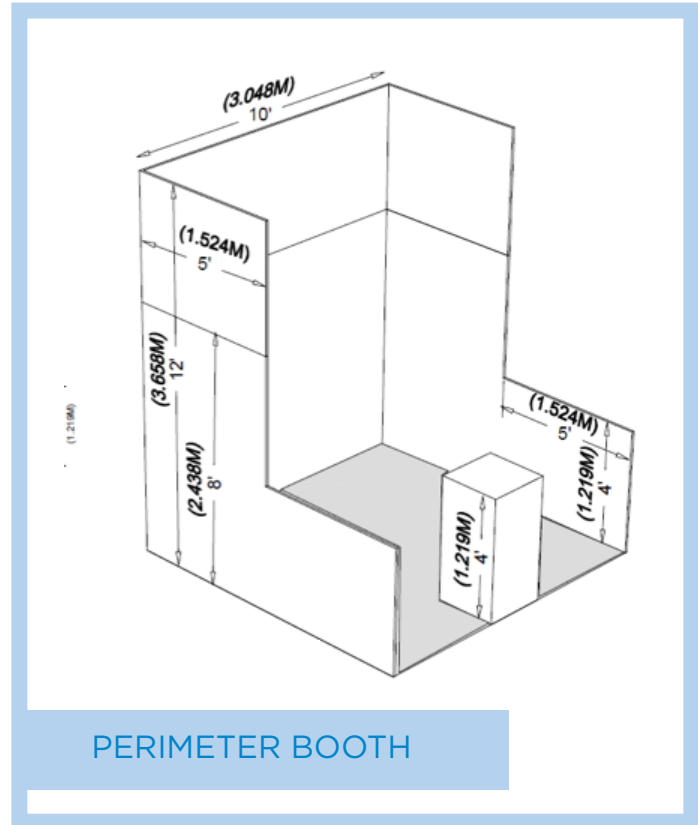 (3.048M)
10'
(1.524M)
5'
(3.658M)
12'
(2.438M)
8'
(1.219M)
(1.524M)
5'
(1.219M)
4'
(1.219M)
4'
PERIMETER BOOTH